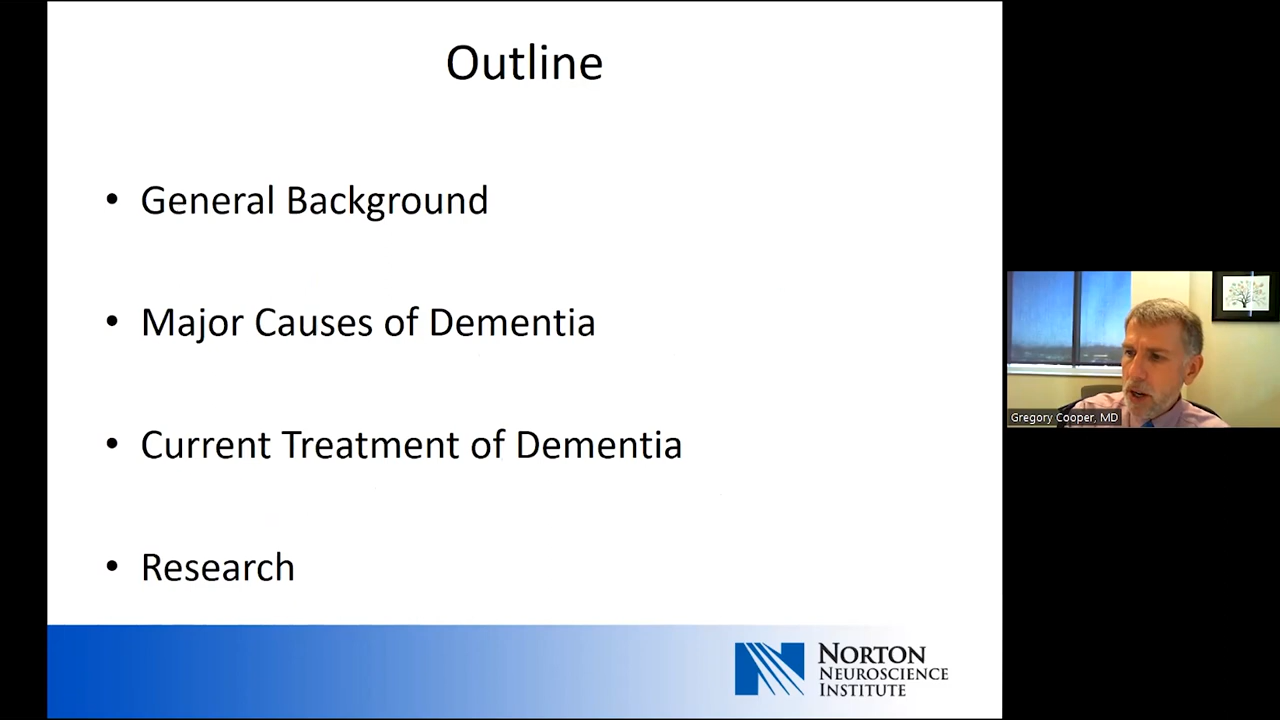 Outline
• General Background
• Major Causes of Dementia
• Current Treatment of Dementia
• Research
Gregory Cooper, MD
NORTON
NEUROSCIENCE
INSTITUTE